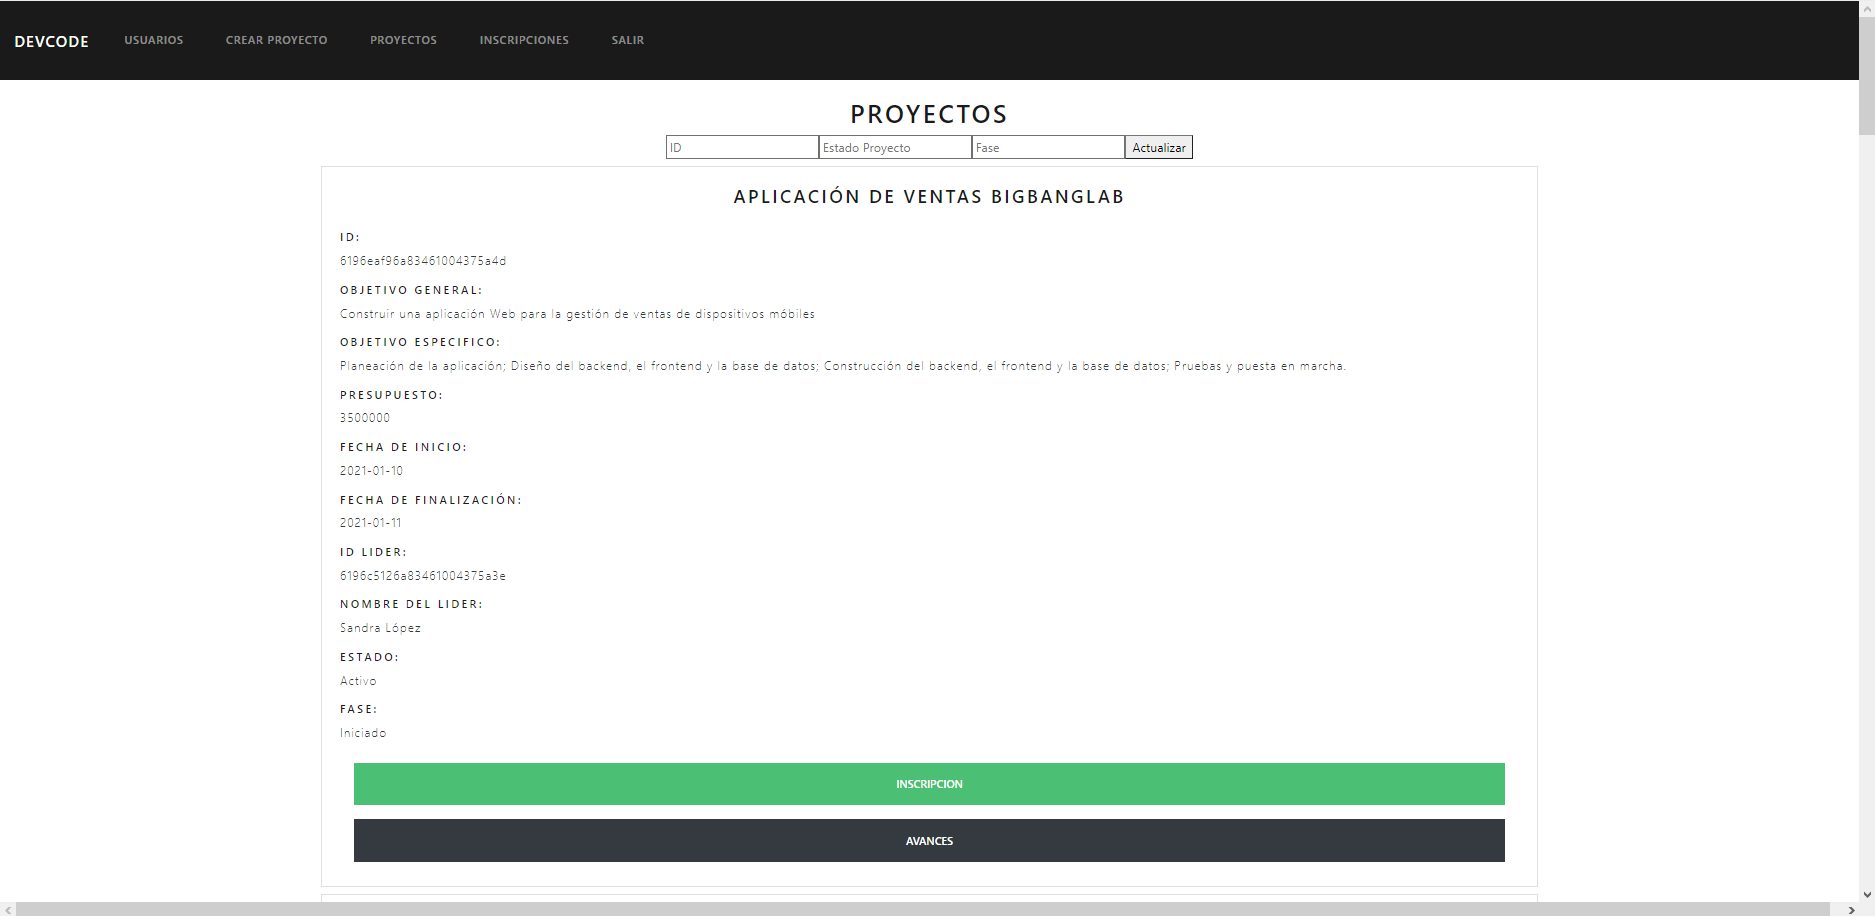 DEVCODE USUARIOS CREAR PROYECTO PROYECTOS INSCRIPCIONES SALIR
PROYECTOS
ID Estado Proyecto Fase Actualizar
APLICACIÓN DE VENTAS BIGBANGLAB
ID:
6196eaf96a83461004375a4d
OBJETIVO GENERAL:
Construir una aplicación Web para la gestión de ventas de dispositivos móbiles
OBJETIVO ESPECIFICO:
Planeación de la aplicación; Diseño del backend, el frontend y la base de datos; Construcción del backend, el frontend y la base de datos; Pruebas y puesta en marcha.
PRESUPUESTO:
3500000
FECHA DE INICIO:
2021-01-10
FECHA DE FINALIZACIÓN:
2021-01-11
ID LIDER:
6196c5126a83461004375a3e
NOMBRE DEL LIDER:
Sandra López
ESTADO:
Activo
FASE:
Iniciado
INSCRIPCION
AVANCES